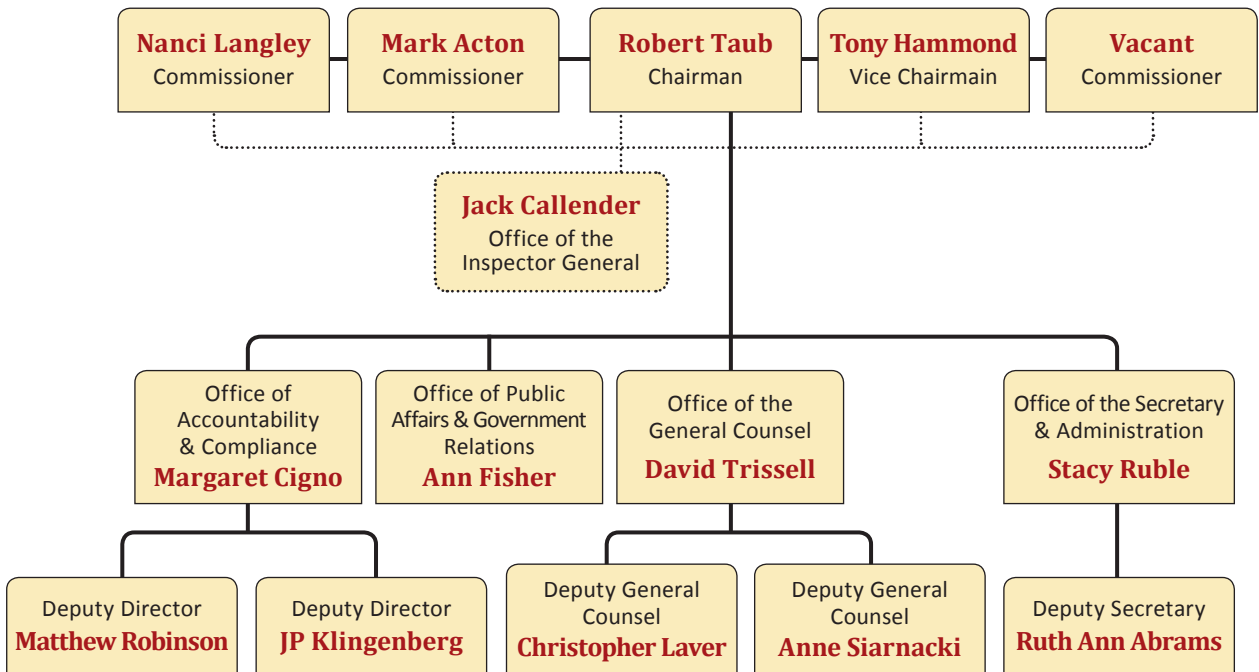 Nanci Langley
Commissioner
Mark Acton
Commissioner
Robert Taub
Chairman
Tony Hammond
Vice Chairmain
Vacant
Commissioner
Jack Callender
Office of the
Inspector General
Office of
Accountability
& Compliance
Margaret Cigno
Office of Public
Affairs & Government
Relations
Ann Fisher
Office of the
General Counsel
David Trissell
Office of the Secretary
& Administration
Stacy Ruble
Deputy Director
Matthew Robinson
Deputy Director
JP Klingenberg
Deputy General
Counsel
Christopher Laver
Deputy General
Counsel
Anne Siarnacki
Deputy Secretary
Ruth Ann Abrams